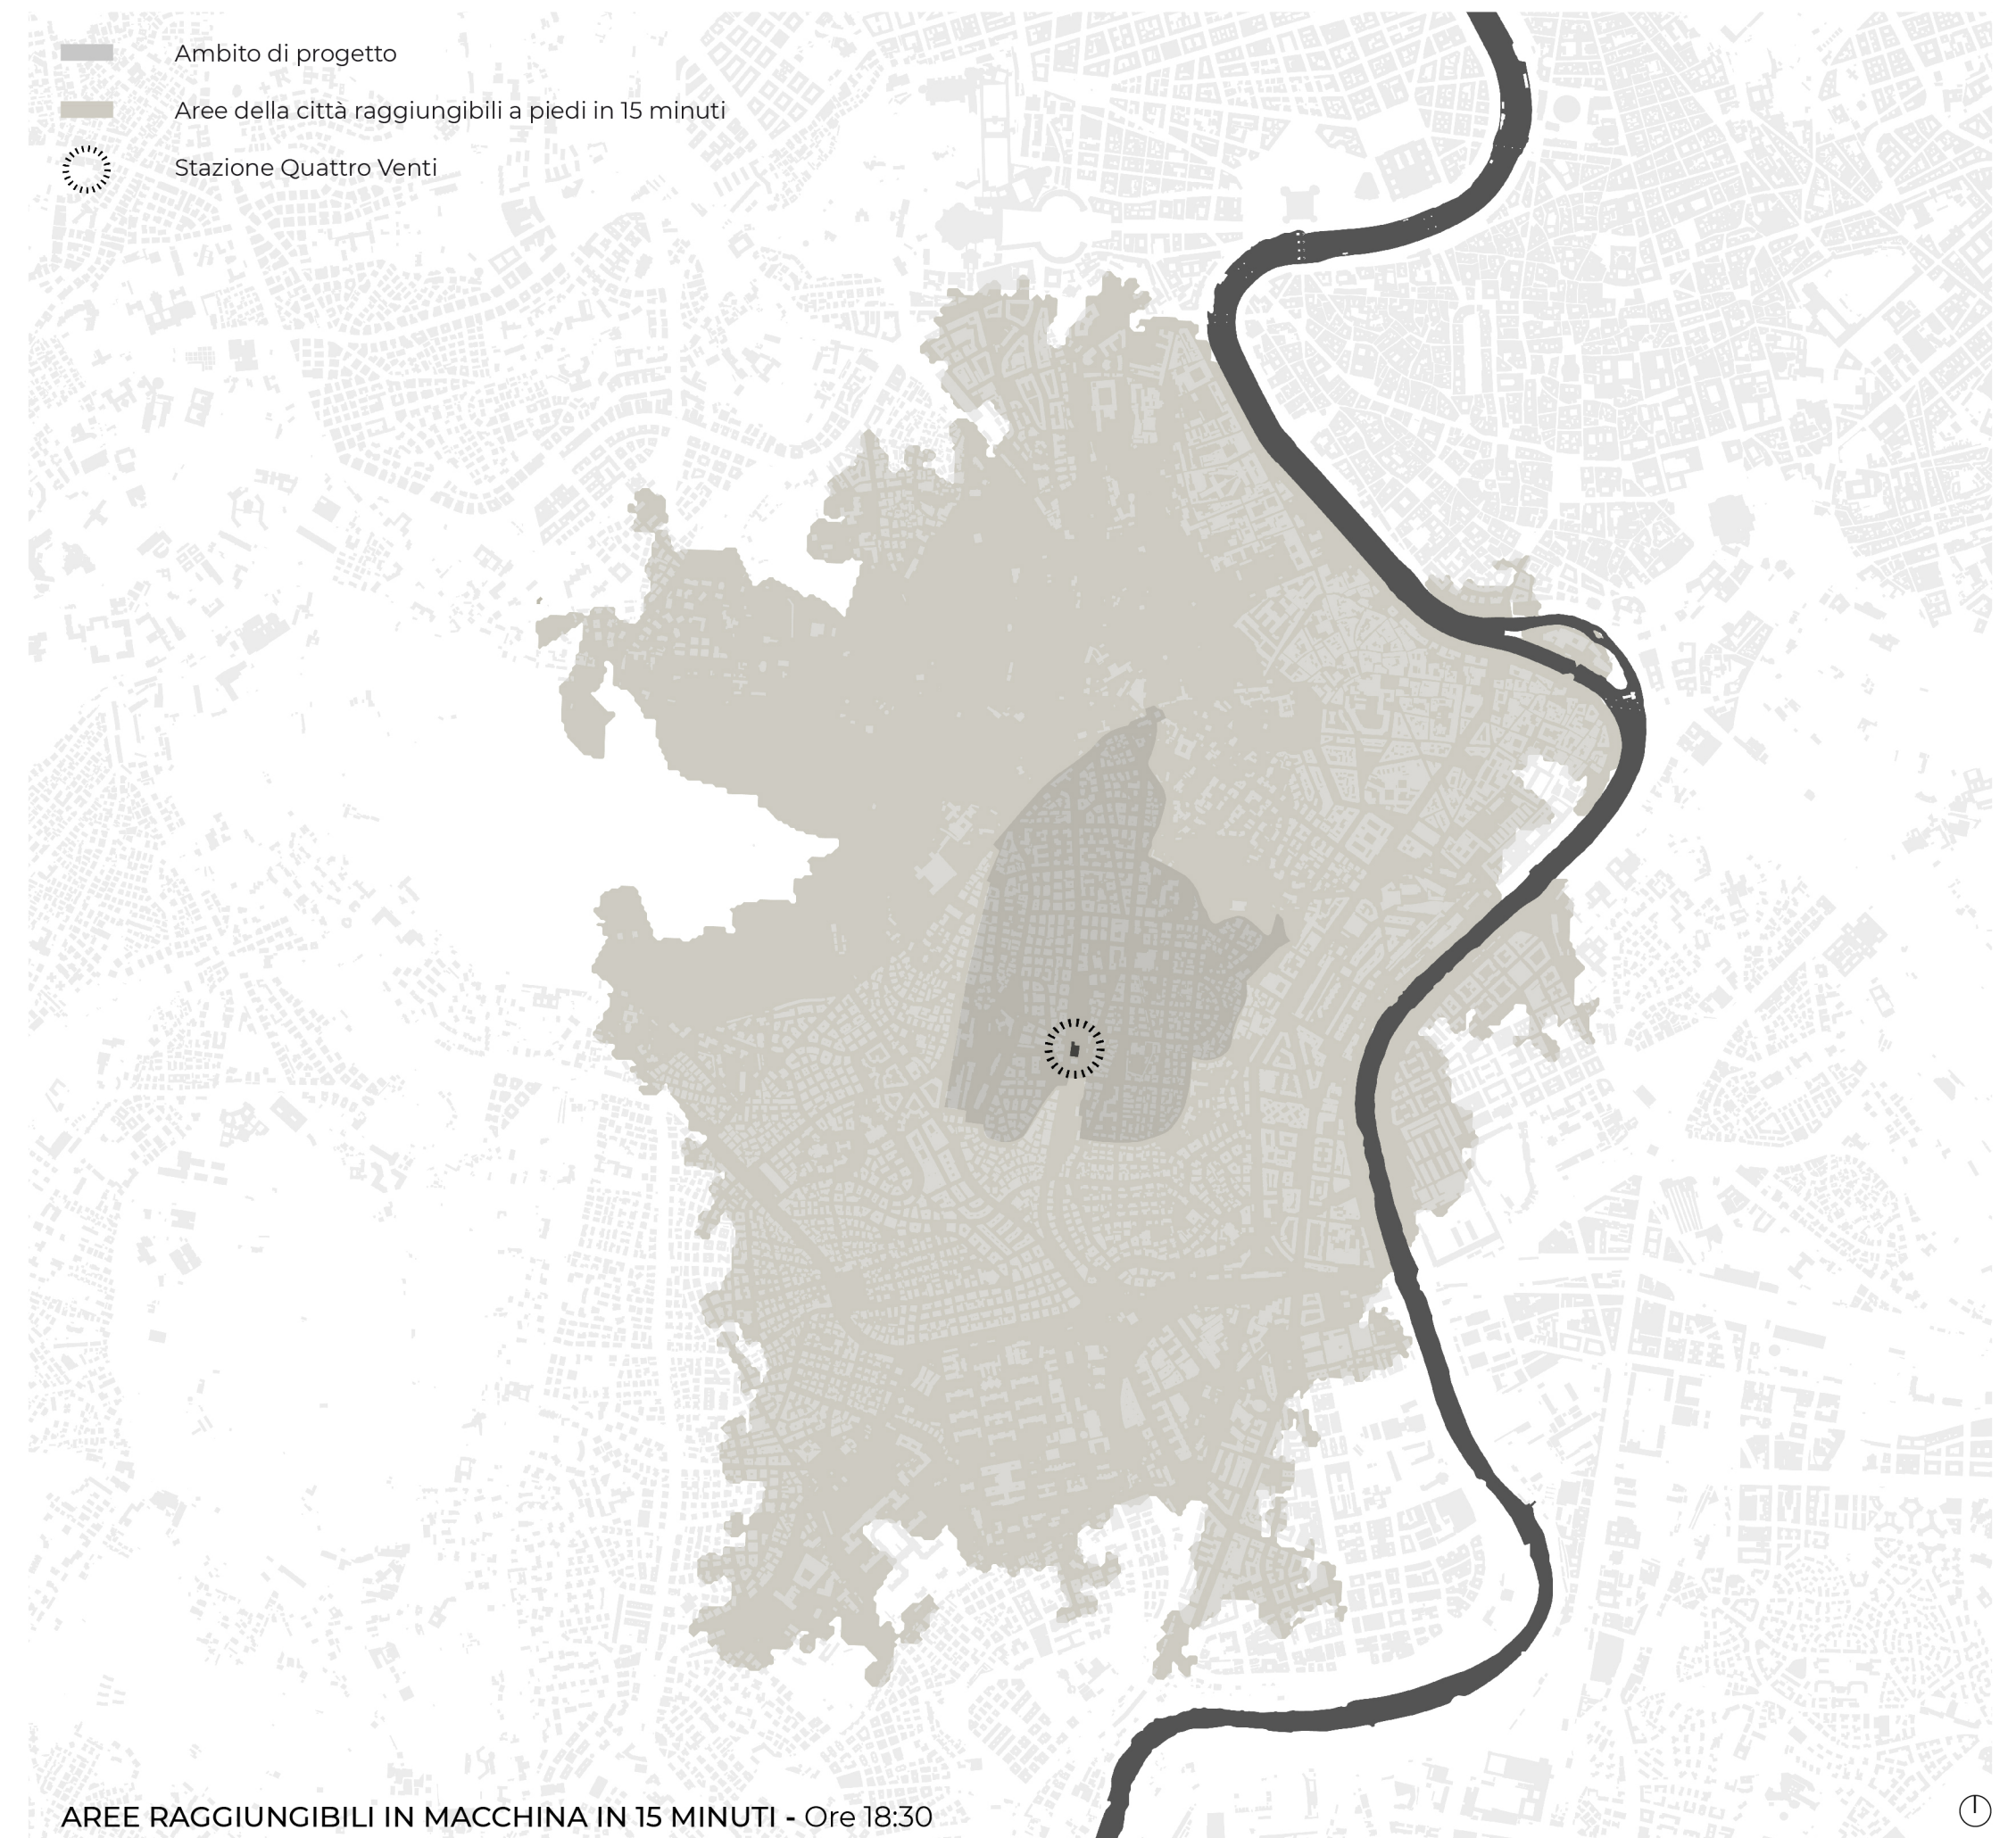 Ambito di progetto
Aree della città raggiungibili a piedi in 15 minuti
Stazione Quattro Venti
AREE RAGGIUNGIBILI IN MACCHINA IN 15 MINUTI - Ore 18:30